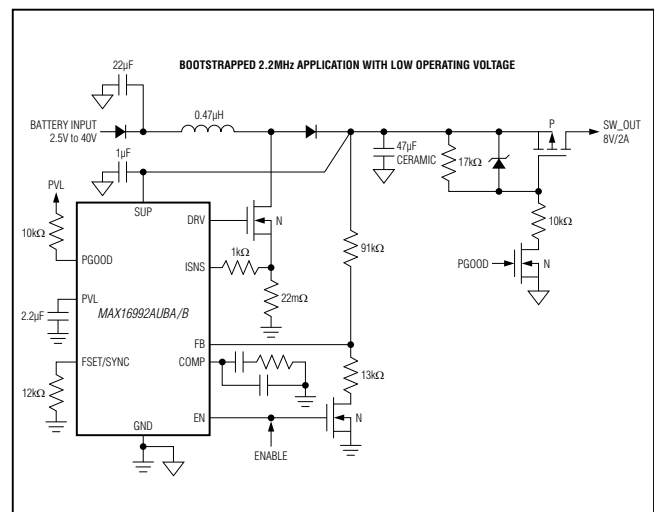 BOOTSTRAPPED 2.2MHz APPLICATION WITH LOW OPERATING VOLTAGE
22µF
BATTERY INPUT
2.5V to 40V
0.47µH
1µF
47µF
CERAMIC
17kΩ
P
SW_OUT
8V/2A
PVL
10kΩ
PGOOD
SUP
DRV
N
ISNS
1kΩ
22mΩ
91kΩ
10kΩ
PGOOD
N
PVL
2.2µF
MAX16992AUBA/B
FB
COMP
13kΩ
FSET/SYNC
12kΩ
EN
N
GND
ENABLE